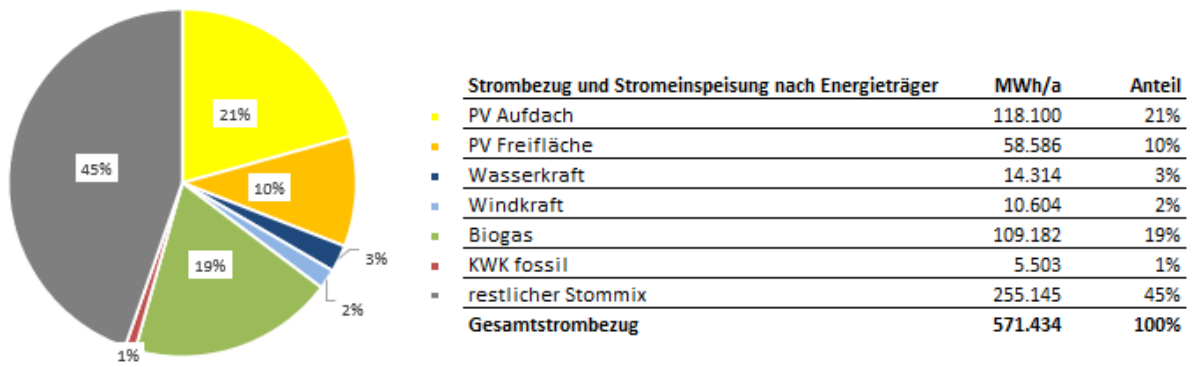 21%
10%
3%
2%
19%
1%
45%
Strombezug und Stromeinspeisung nach Energieträger MWh/a Anteil
PV Aufdach 118.100 21%
PV Freifläche 58.586 10%
Wasserkraft 14.314 3%
Windkraft 10.604 2%
Biogas 109.182 19%
KWK fossil 5.503 1%
restlicher Stommix 255.145 45%
Gesamtstrombezug 571.434 100%